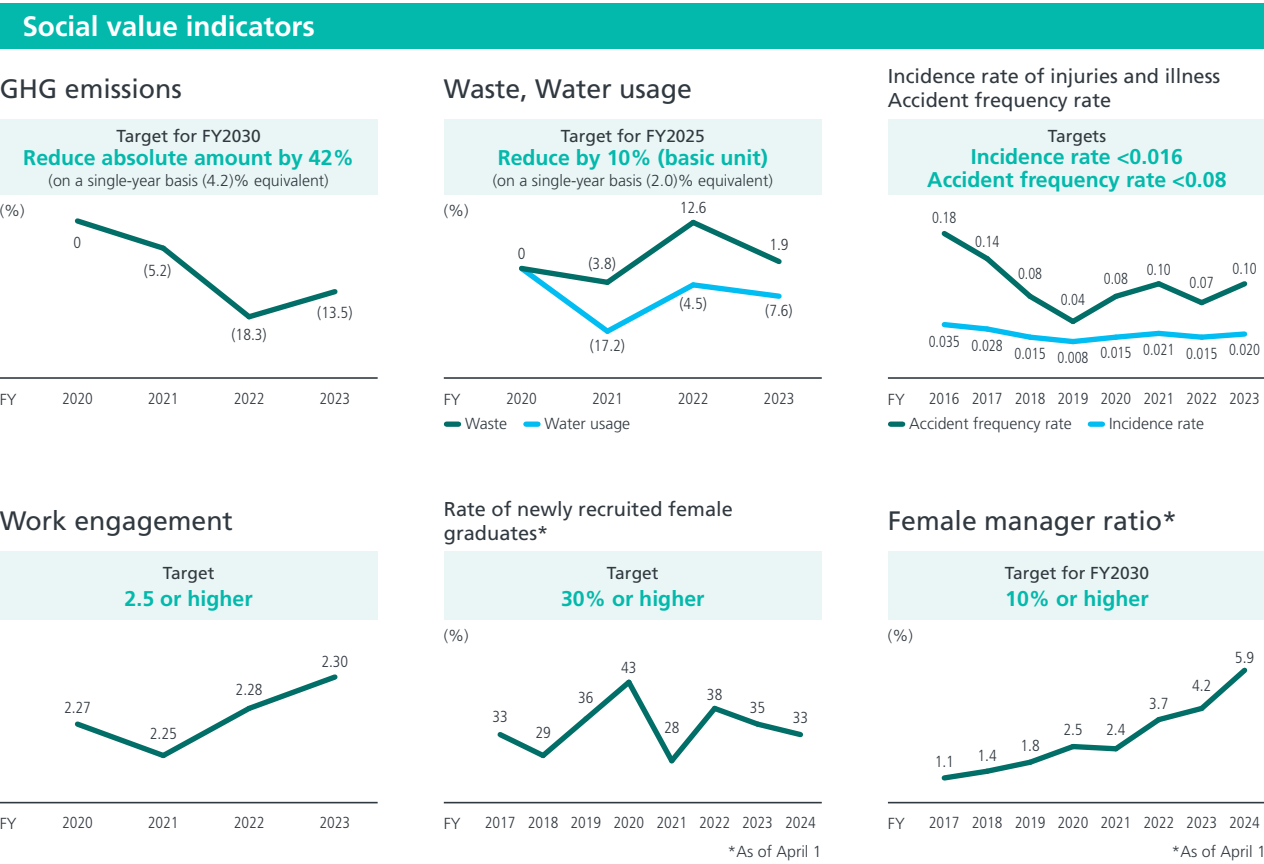 Social value indicators
GHG emissions
Target for FY2030
Reduce absolute amount by 42%
(on a single-year basis (4.2)% equivalent)
(%)
0
(5.2)
(18.3)
(13.5)
FY 2020 2021 2022 2023
Waste, Water usage
Target for FY2025
Reduce by 10% (basic unit)
(on a single-year basis (2.0)% equivalent)
(%)
0
(3.8)
12.6
1.9
(17.2)
(4.5)
(7.6)
FY 2020 2021 2022 2023
Waste Water usage
Incidence rate of injuries and illness
Accident frequency rate
Targets
Incidence rate <0.016
Accident frequency rate <0.08
0.18
0.14
0.08
0.04
0.08
0.10
0.07
0.10
0.035 0.028 0.015 0.008 0.015 0.021 0.015 0.020
FY 2016 2017 2018 2019 2020 2021 2022 2023
Accident frequency rate Incidence rate
Work engagement
Target
2.5 or higher
2.27
2.25
2.28
2.30
FY 2020 2021 2022 2023
Rate of newly recruited female
graduates*
Target
30% or higher
(%)
33
29
36
43
28
38
35
33
FY 2017 2018 2019 2020 2021 2022 2023 2024
*As of April 1
Female manager ratio*
Target for FY2030
10% or higher
(%)
1.1
1.4
1.8
2.5
2.4
3.7
4.2
5.9
FY 2017 2018 2019 2020 2021 2022 2023 2024
*As of April 1